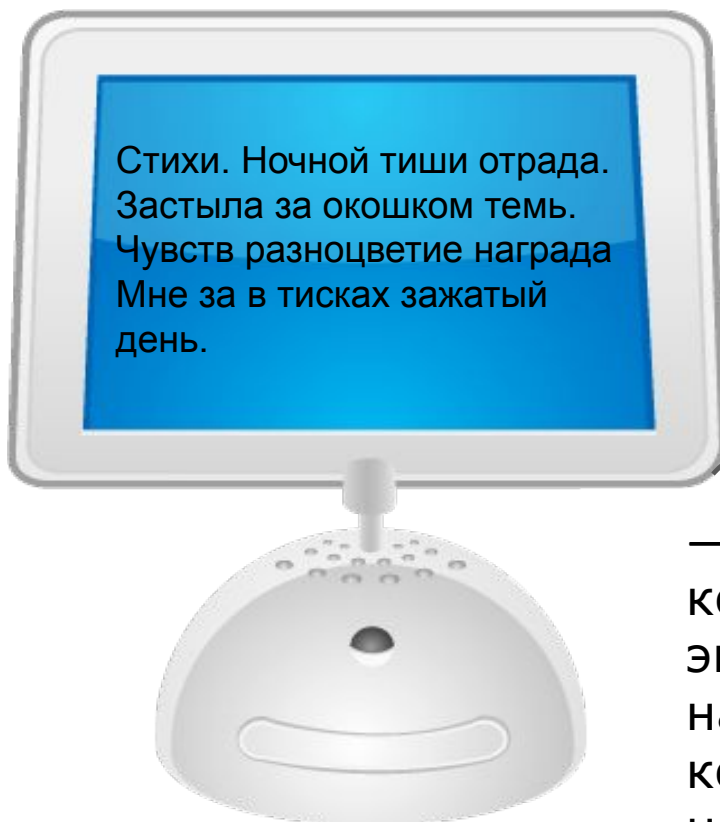 Стихи. Ночной тиши отрада.
Застыла за окошком темь.
Чувств разноцветие награда
Мне за в тисках зажатый
день.
—